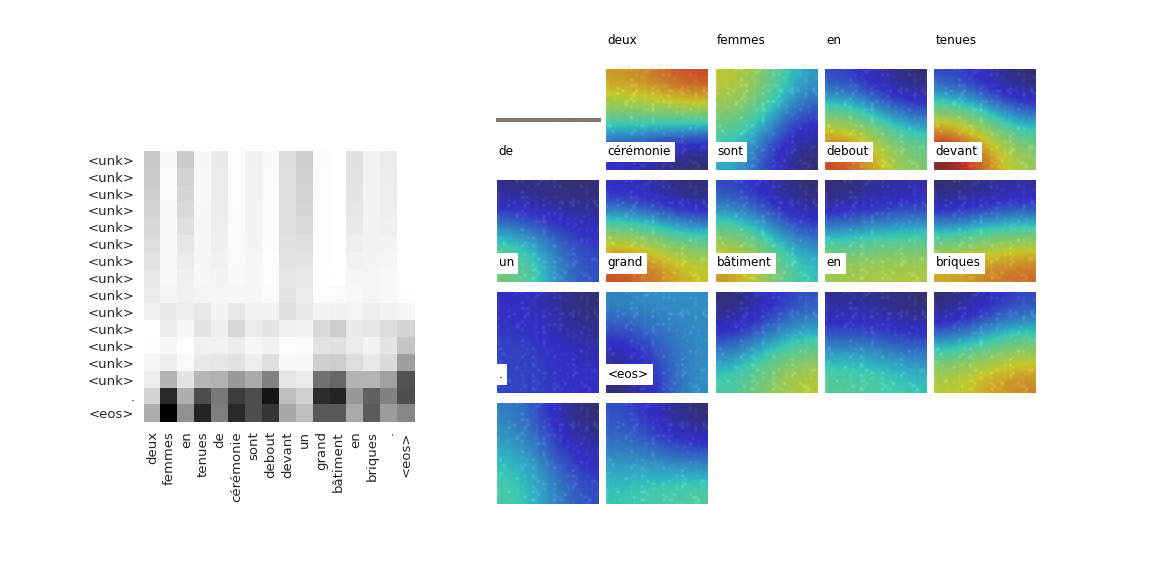 deux femmes en tenues
de cérémonie sont debout devant
un grand bâtiment en briques
. <eos>
<unk>
<unk>
<unk>
<unk>
<unk>
<unk>
<unk>
<unk>
<unk>
<unk>
<unk>
<unk>
<unk>
<unk>
.
<eos>
deux femmes en tenues de cérémonie sont debout devant un grand bâtiment en briques . <eos>